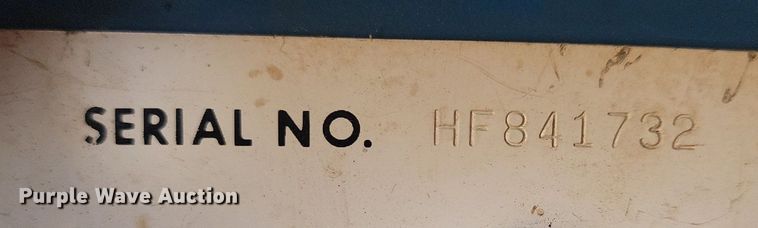 SERIAL NO. HF841732
Purple Wave Auction